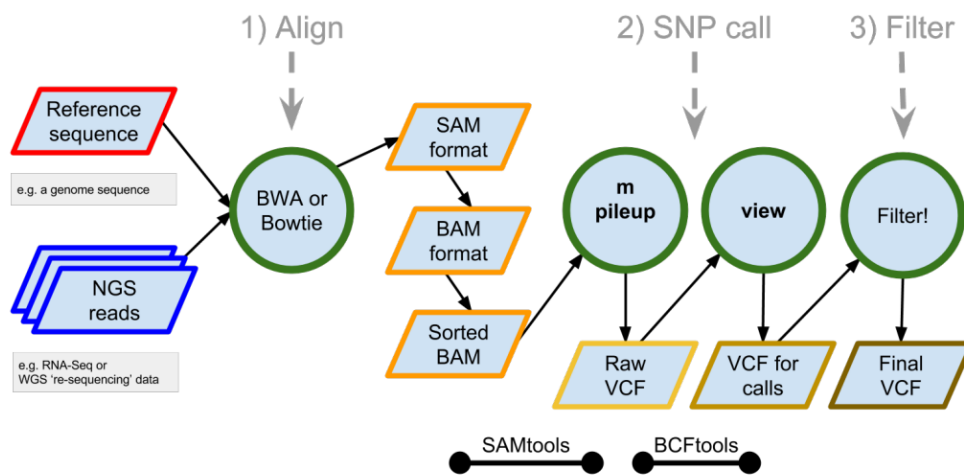 1) Align
2) SNP call
3) Filter
Reference
sequence
e.g. a genome sequence
NGS
reads
e.g. RNA-Seq or
WGS ‘re-sequencing’ data
BWA or
Bowtie
SAM
format
BAM
format
Sorted
BAM
m
pileup
view
Filter!
Raw
VCF
VCF for
calls
Final
VCF
SAMtools
BCFtools